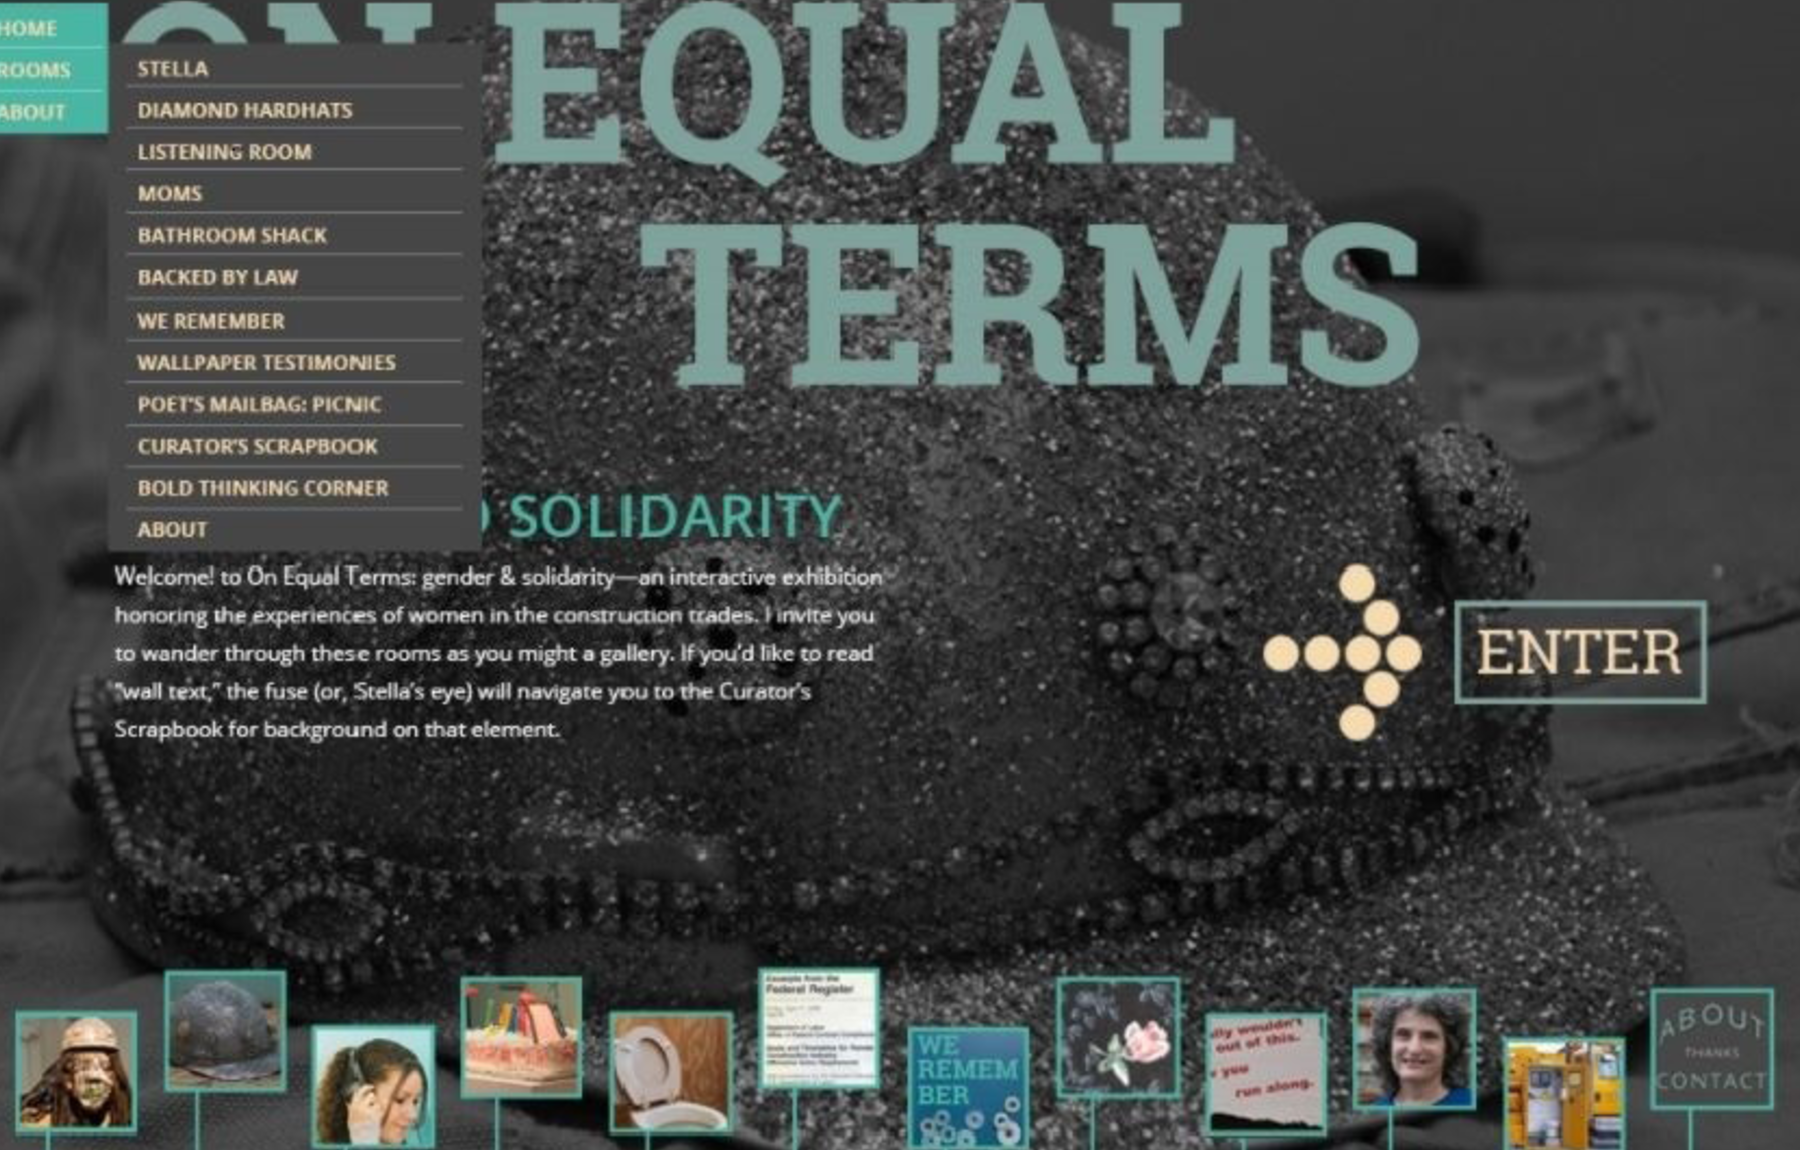 HOME
ROOMS
ABOUT
ON EQUAL
TERMS
STELLA
DIAMOND HARDHATS
LISTENING ROOM
MOMS
BATHROOM SHACK
BACKED BY LAW
WE REMEMBER
WALLPAPER TESTIMONIES
POET'S MAILBAG: PICNIC
CURATOR'S SCRAPBOOK
BOLD THINKING CORNER
ABOUT
SOLIDARITY
Welcome! to On Equal Terms: gender & solidarity—an interactive exhibition
honoring the experiences of women in the construction trades. I invite you
to wander through these rooms as you might a gallery. If you'd like to read
"wall text," the fuse (or, Stella's eye) will navigate you to the Curator's
Scrapbook for background on that element.
ENTER
Federal Register
WE
REMEM
BER
out of this.
you
run along.
ABOUT
THANKS
CONTACT